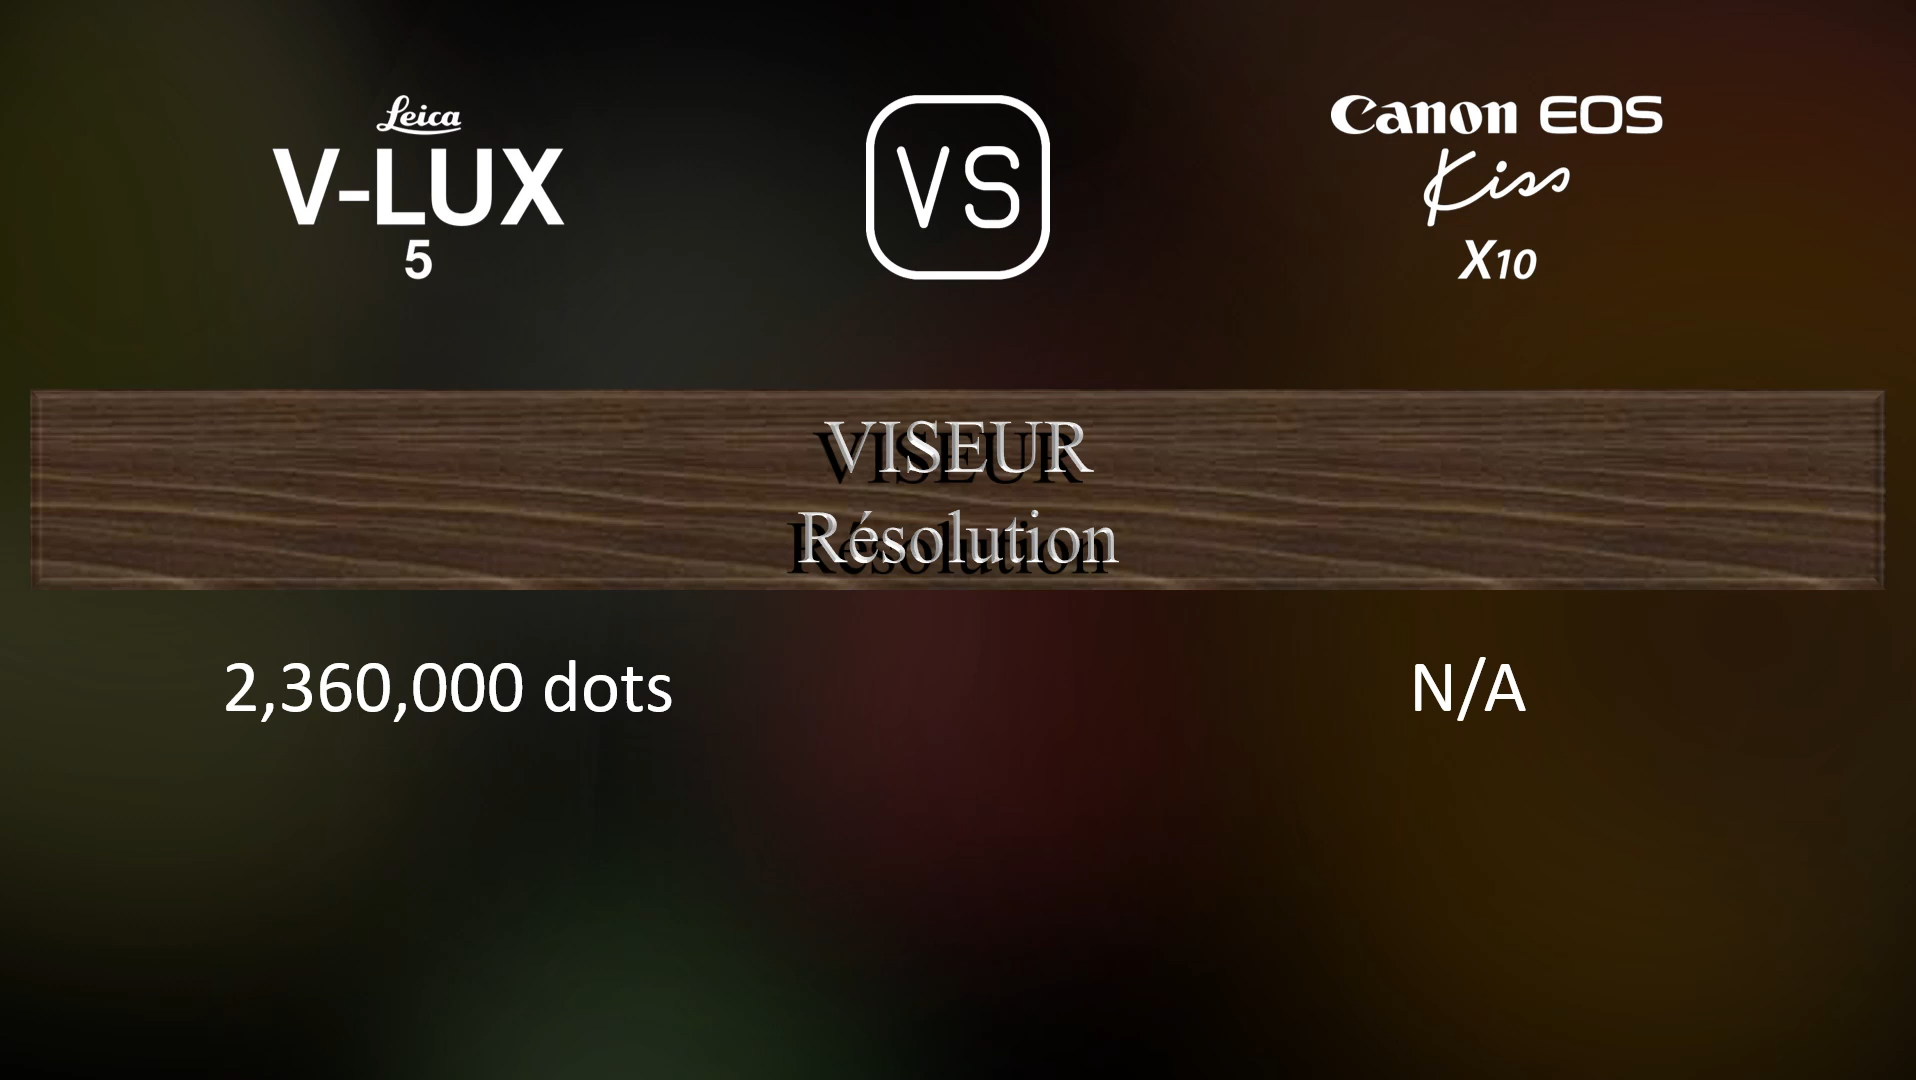 Leica
V-LUX
5
VS
Canon EOS
Kiss
X10
VISEUR
Résolution
2,360,000 dots
N/A